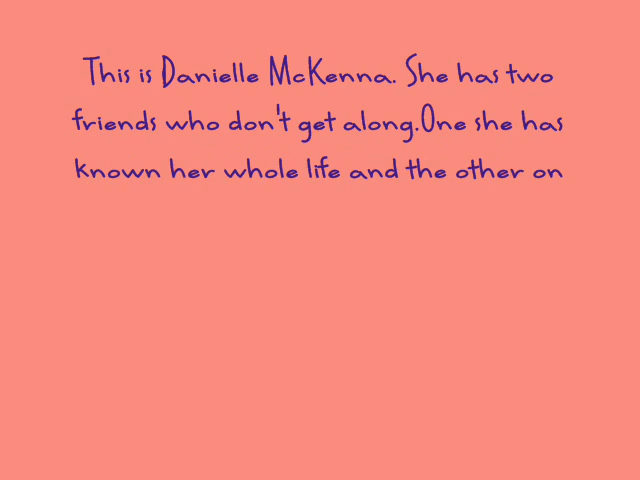 This is Danielle McKenna. She has two
friends who don't get along.One she has
known her whole life and the other on